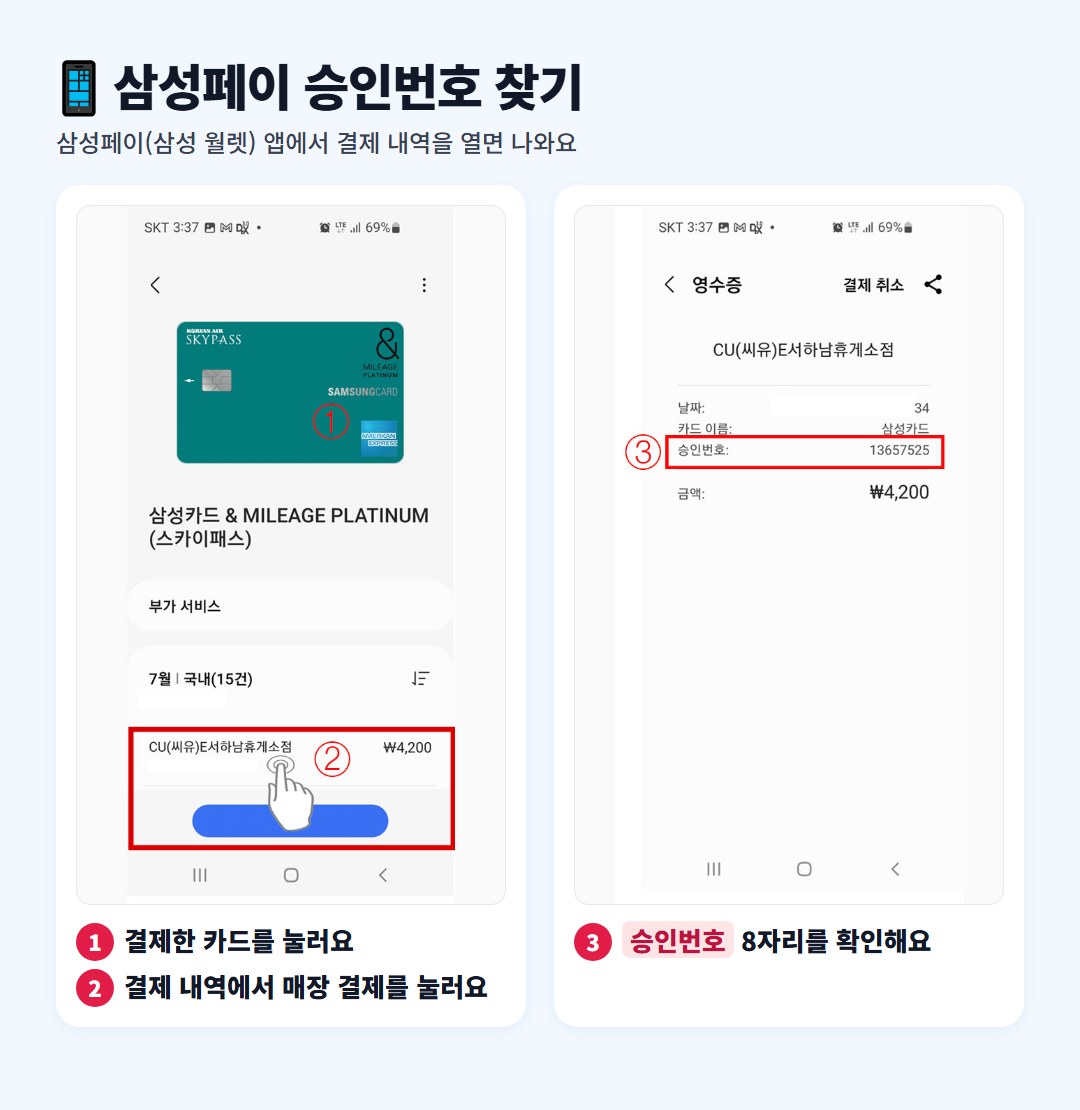 삼성페이 승인번호 찾기
삼성페이(삼성 월렛) 앱에서 결제 내역을 열면 나와요
SKT 3:37
LTE 69%
KOREAN AIR
SKYPASS
&
MILEAGE
PLATINUM
SAMSUNGCARD
①
AMERICAN
EXPRESS
삼성카드 & MILEAGE PLATINUM
(스카이패스)
부가 서비스
7월 | 국내(15건)
CU(씨유)E서하남휴게소점 ② ₩4,200
1 결제한 카드를 눌러요
2 결제 내역에서 매장 결제를 눌러요
SKT 3:37
LTE 69%
영수증 결제 취소
CU(씨유)E서하남휴게소점
날짜: 34
카드 이름: 삼성카드
③ 승인번호: 13657525
금액: ₩4,200
3 승인번호 8자리를 확인해요